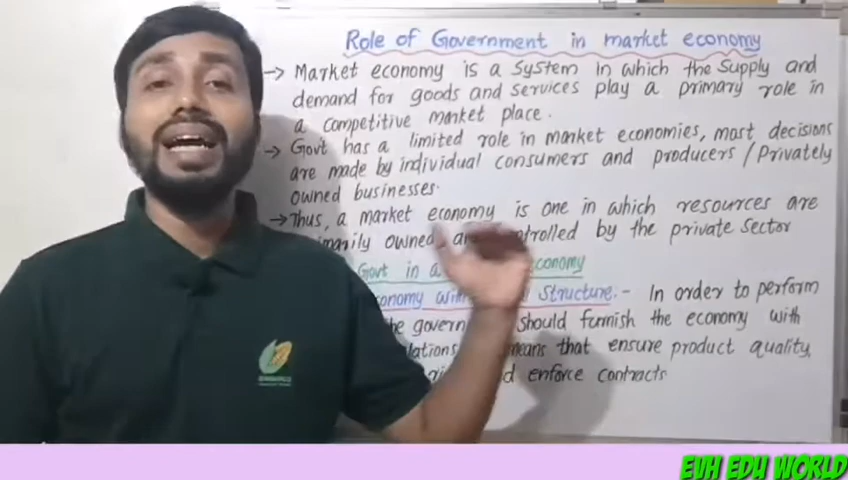 Role of Government in market economy
→ Market economy is a System in which the Supply and
demand for goods and services play a primary role in
a competitive market place.
→ Govt has a limited role in market economies, most decisions
are made by individual consumers and producers / Privately
owned businesses.
→ Thus, a market economy is one in which resources are
owned controlled by the private Sector
Govt in a economy
Structure:- In order to perform
should furnish the economy with
means that ensure product quality,
enforce contracts
EVH EDU WORLD